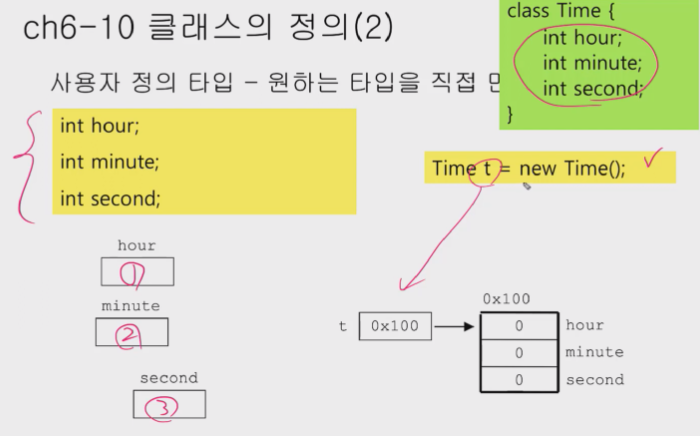 ch6-10 클래스의 정의(2)
class Time {
int hour;
int minute;
int second;
}
사용자 정의 타입 - 원하는 타입을 직접
int hour;
int minute;
int second;
Time t = new Time();
hour
①
minute
②
second
③
0x100
t 0x100
0 hour
0 minute
0 second